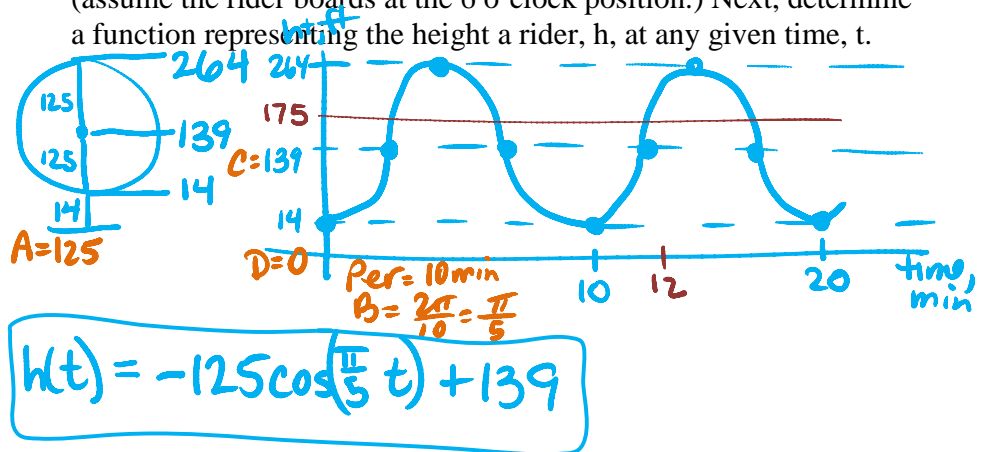 (assume the rider boards at the 6 o'clock position.) Next, determine
a function representing the height a rider, h, at any given time, t.
ht, ft
264
264
125
175
139
C=139
125
14
14
14
A=125
D=0
Per= 10min
B= 2π/10 = π/5
10
12
20
time,
min
h(t) = -125cos(π/5 t) +139